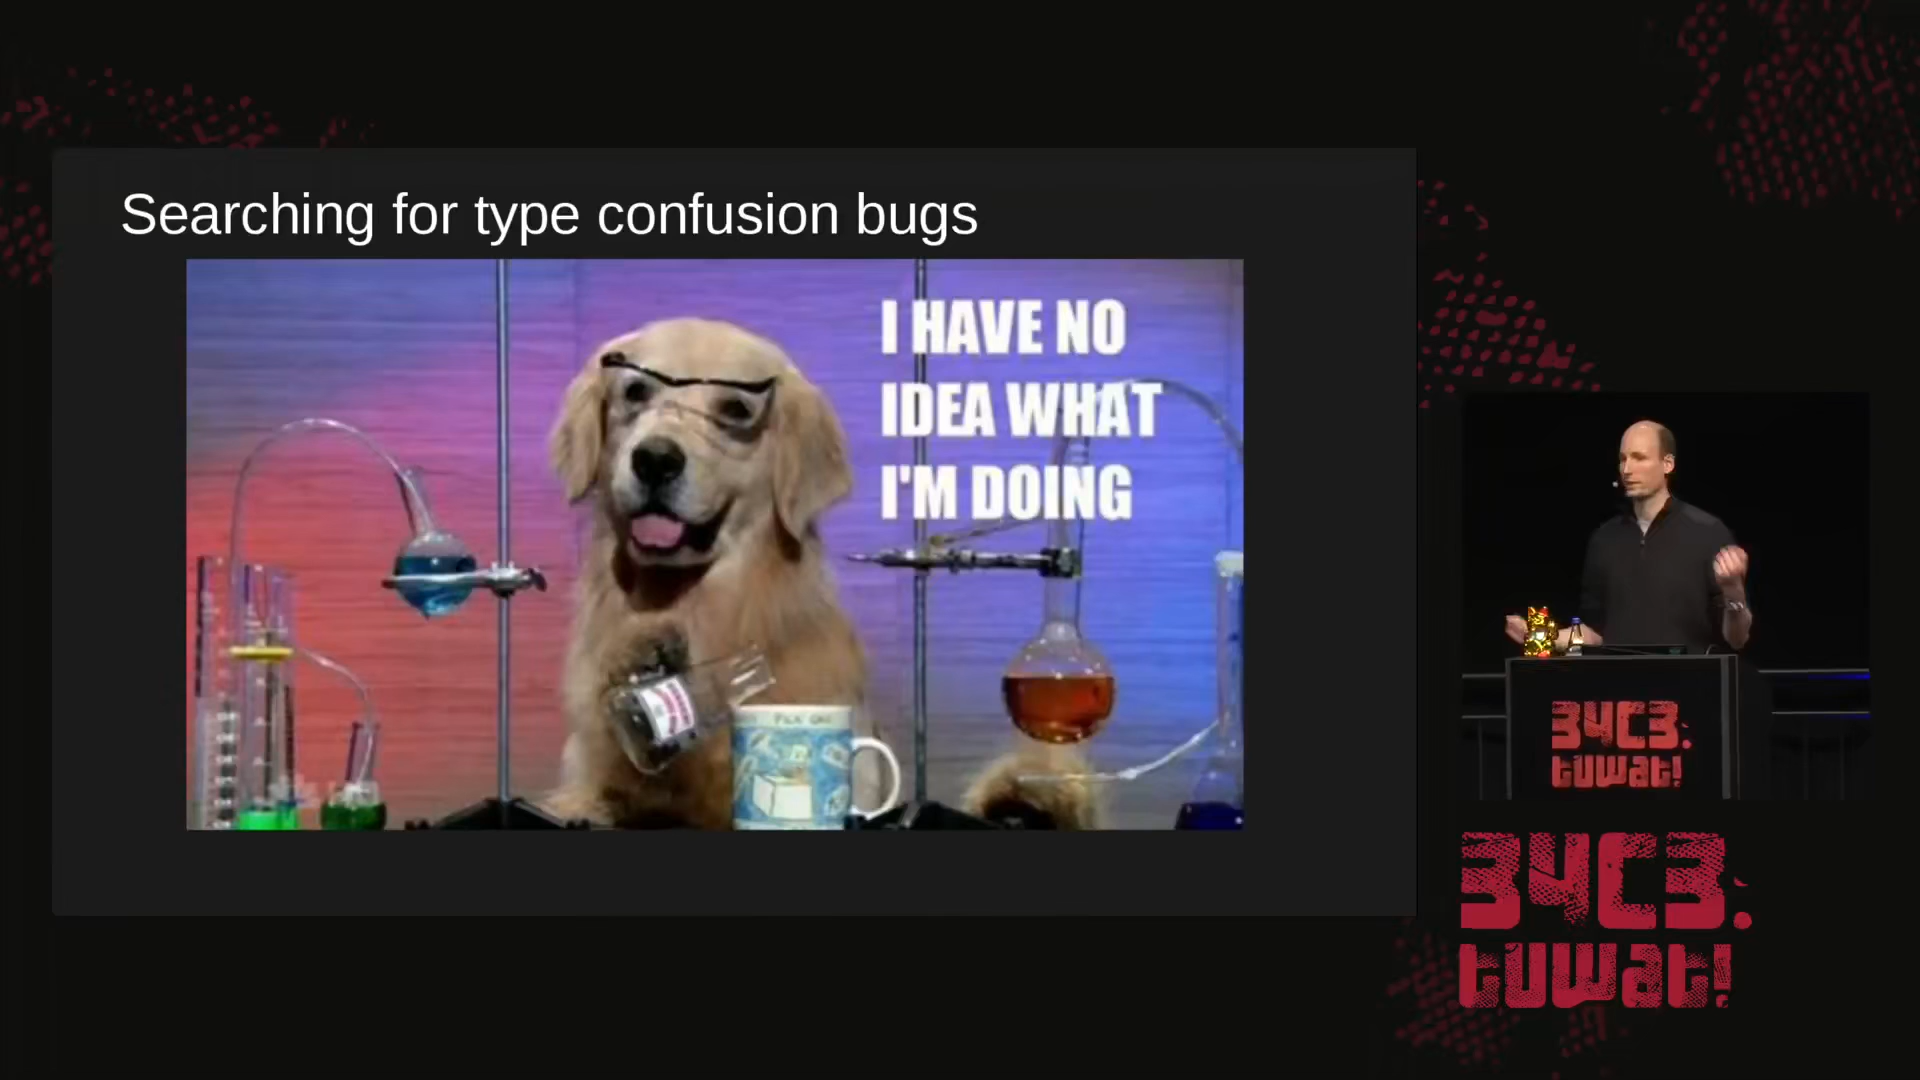 Searching for type confusion bugs
I HAVE NO
IDEA WHAT
I'M DOING
34C3.
tuwat!
34C3.
tuwat!